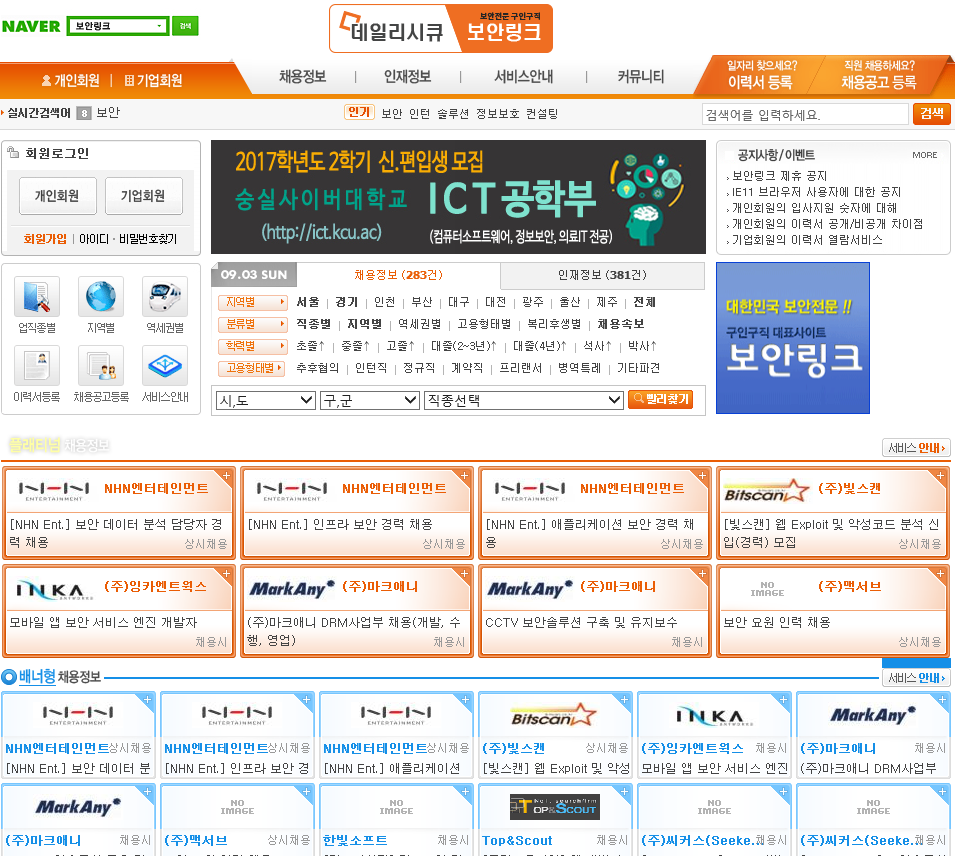 NAVER 보안링크 검색
데일리시큐 보안전문 구인구직 보안링크
개인회원 기업회원 채용정보 인재정보 서비스안내 커뮤니티 일자리 찾으세요? 이력서 등록 직원 채용하세요? 채용공고 등록
실시간검색어 8 보안 인기 보안 인턴 솔루션 정보보호 컨설팅 검색어를 입력하세요. 검색
회원로그인
개인회원 기업회원
회원가입 | 아이디 · 비밀번호찾기
2017학년도 2학기 신.편입생 모집
숭실사이버대학교 ICT공학부
(http://ict.kcu.ac) (컴퓨터소프트웨어, 정보보안, 의료IT 전공)
공지사항/이벤트 MORE
보안링크 제휴 공지
IE11 브라우저 사용자에 대한 공지
개인회원의 입사지원 숫자에 대해
개인회원의 이력서 공개/비공개 차이점
기업회원의 이력서 열람서비스
업직종별 지역별 역세권별
이력서등록 채용공고등록 서비스안내
09.03 SUN 채용정보 (283건) 인재정보 (381건)
지역별 서울 | 경기 | 인천 | 부산 | 대구 | 대전 | 광주 | 울산 | 제주 | 전체
분류별 직종별 | 지역별 | 역세권별 | 고용형태별 | 복리후생별 | 채용속보
학력별 초졸↑ | 중졸↑ | 고졸↑ | 대졸(2~3년)↑ | 대졸(4년)↑ | 석사↑ | 박사↑
고용형태별 추후협의 | 인턴직 | 정규직 | 계약직 | 프리랜서 | 병역특례 | 기타파견
시,도 구,군 직종선택 빨리찾기
대한민국 보안전문 !!
구인구직 대표사이트
보안링크
플래티넘 채용정보 서비스 안내
NHN ENTERTAINMENT NHN엔터테인먼트
[NHN Ent.] 보안 데이터 분석 담당자 경
력 채용 상시채용
NHN ENTERTAINMENT NHN엔터테인먼트
[NHN Ent.] 인프라 보안 경력 채용
상시채용
NHN ENTERTAINMENT NHN엔터테인먼트
[NHN Ent.] 애플리케이션 보안 경력 채
용 상시채용
Bitscan (주)빛스캔
[빛스캔] 웹 Exploit 및 악성코드 분석 신
입(경력) 모집 상시채용
INKA ENTWORKS (주)잉카엔트웍스
모바일 앱 보안 서비스 엔진 개발자
채용시
MarkAny (주)마크애니
(주)마크애니 DRM사업부 채용(개발, 수
행, 영업) 채용시
MarkAny (주)마크애니
CCTV 보안솔루션 구축 및 유지보수
채용시
NO IMAGE (주)맥서브
보안 요원 인력 채용
상시채용
배너형 채용정보 서비스 안내
NHN ENTERTAINMENT
NHN엔터테인먼트 상시채용
[NHN Ent.] 보안 데이터 분
NHN ENTERTAINMENT
NHN엔터테인먼트 상시채용
[NHN Ent.] 인프라 보안 경
NHN ENTERTAINMENT
NHN엔터테인먼트 상시채용
[NHN Ent.] 애플리케이션
Bitscan
(주)빛스캔 상시채용
[빛스캔] 웹 Exploit 및 악성
INKA ENTWORKS
(주)잉카엔트웍스 채용시
모바일 앱 보안 서비스 엔진
MarkAny
(주)마크애니 채용시
(주)마크애니 DRM사업부
MarkAny
(주)마크애니 채용시
NO IMAGE
(주)맥서브 상시채용
NO IMAGE
한빛소프트 채용시
No1. searchfirm TOP&SCOUT
Top&Scout 채용시
NO IMAGE
(주)씨커스(Seeke.. 채용시
NO IMAGE
(주)씨커스(Seeke.. 채용시